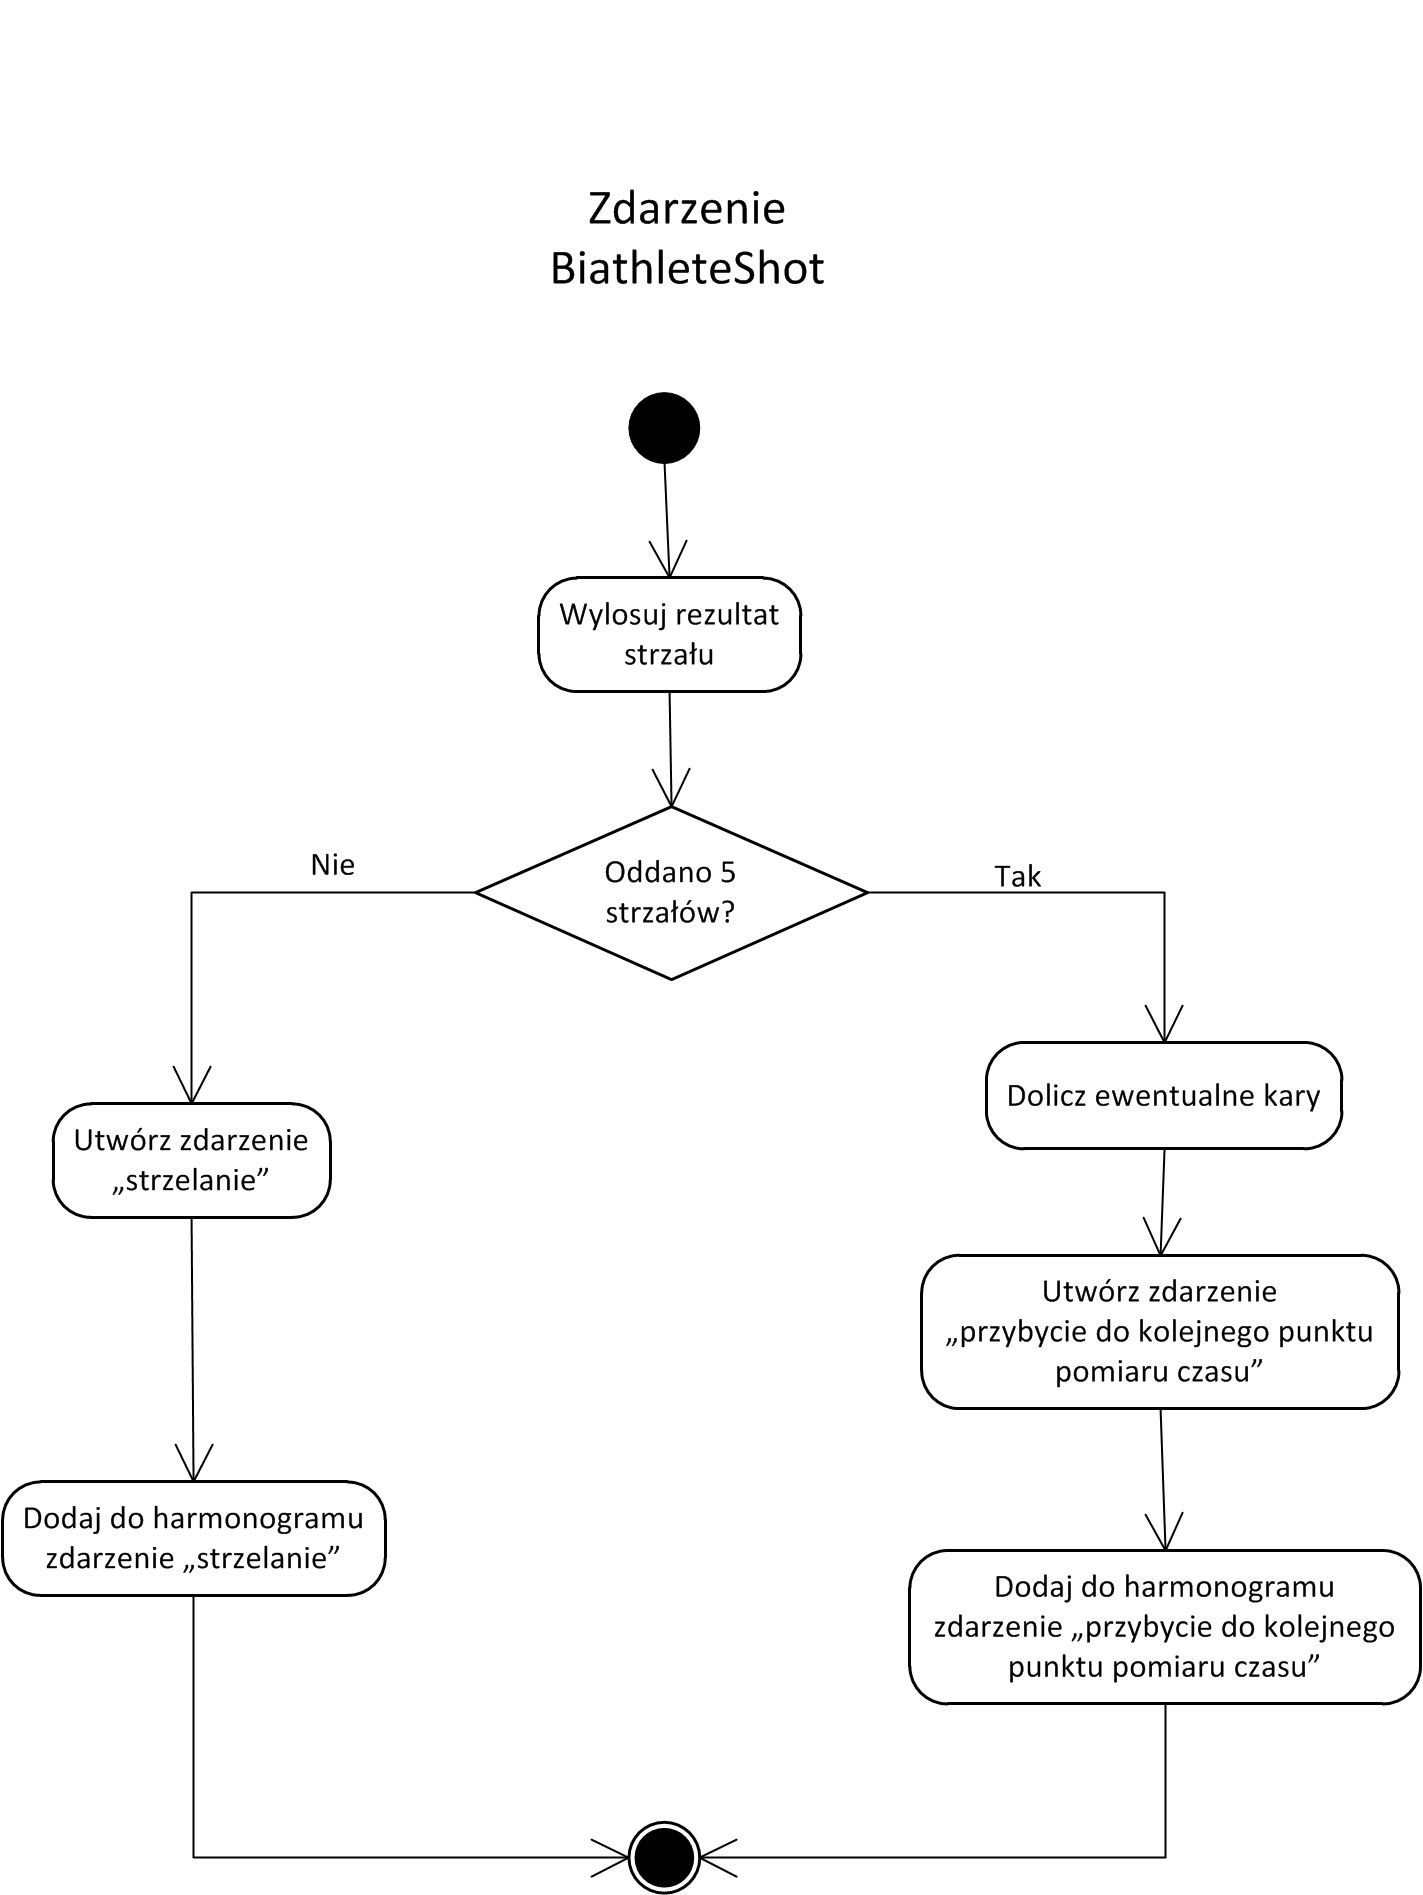 Zdarzenie
BiathleteShot
Wylosuj rezultat
strzału
Oddano 5
strzałów?
Nie
Tak
Utwórz zdarzenie
„strzelanie”
Dodaj do harmonogramu
zdarzenie „strzelanie”
Dolicz ewentualne kary
Utwórz zdarzenie
„przybycie do kolejnego punktu
pomiaru czasu”
Dodaj do harmonogramu
zdarzenie „przybycie do kolejnego
punktu pomiaru czasu”